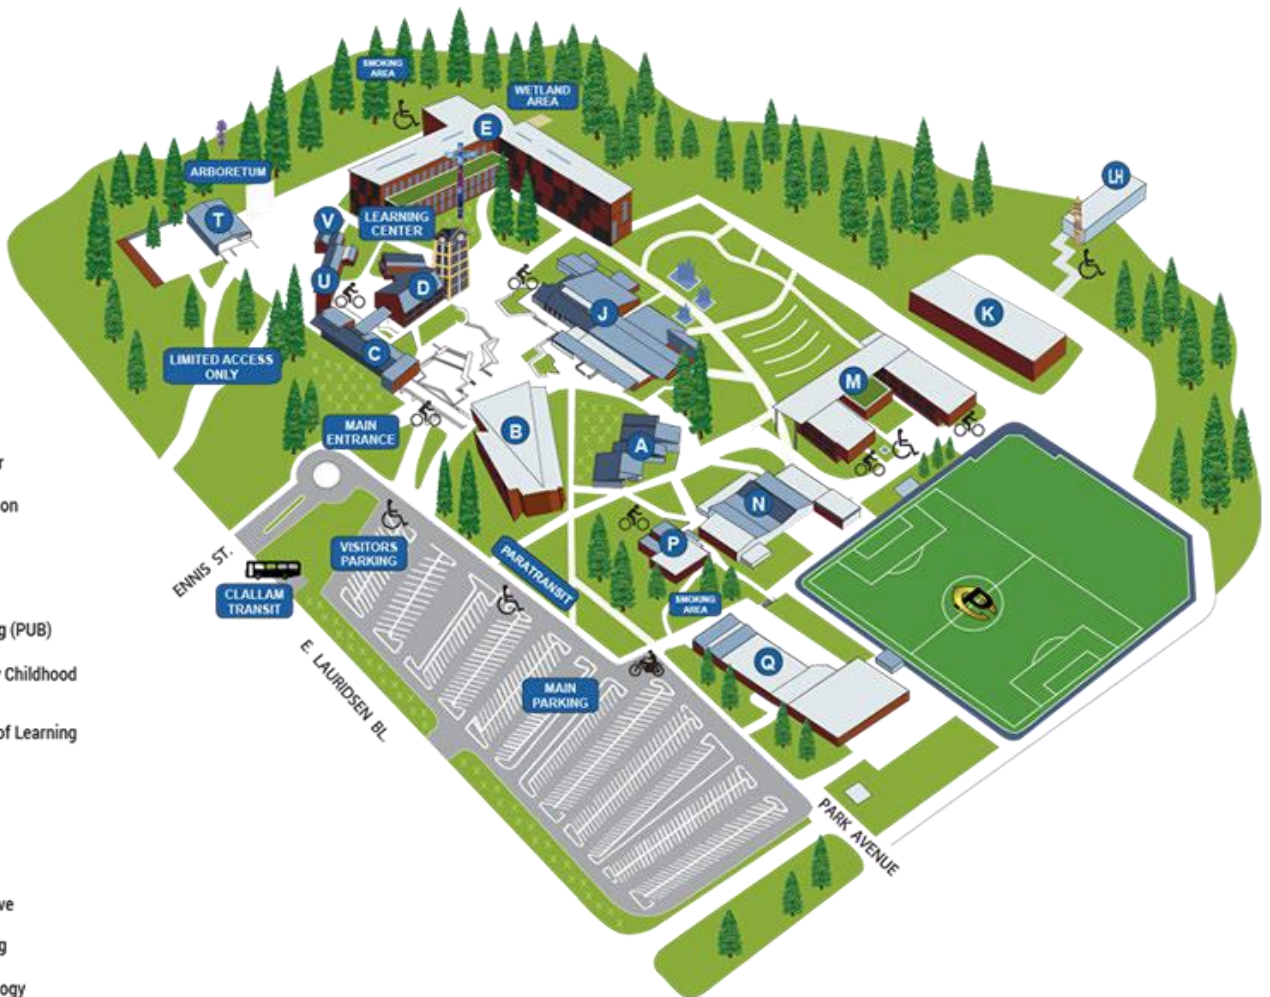 SMOKING
AREA
WETLAND
AREA
E
ARBORETUM
LH
T
V
LEARNING
CENTER
U
D
J
K
C
LIMITED ACCESS
ONLY
M
MAIN
ENTRANCE
B
A
r
on
N
ENNIS ST.
VISITORS
PARKING
P
PARATRANSIT
CLALLAM
TRANSIT
SMOKING
AREA
g (PUB)
Childhood
E. LAURIDSEN BL.
Q
MAIN
PARKING
of Learning
PARK AVENUE
ve
g
ogy